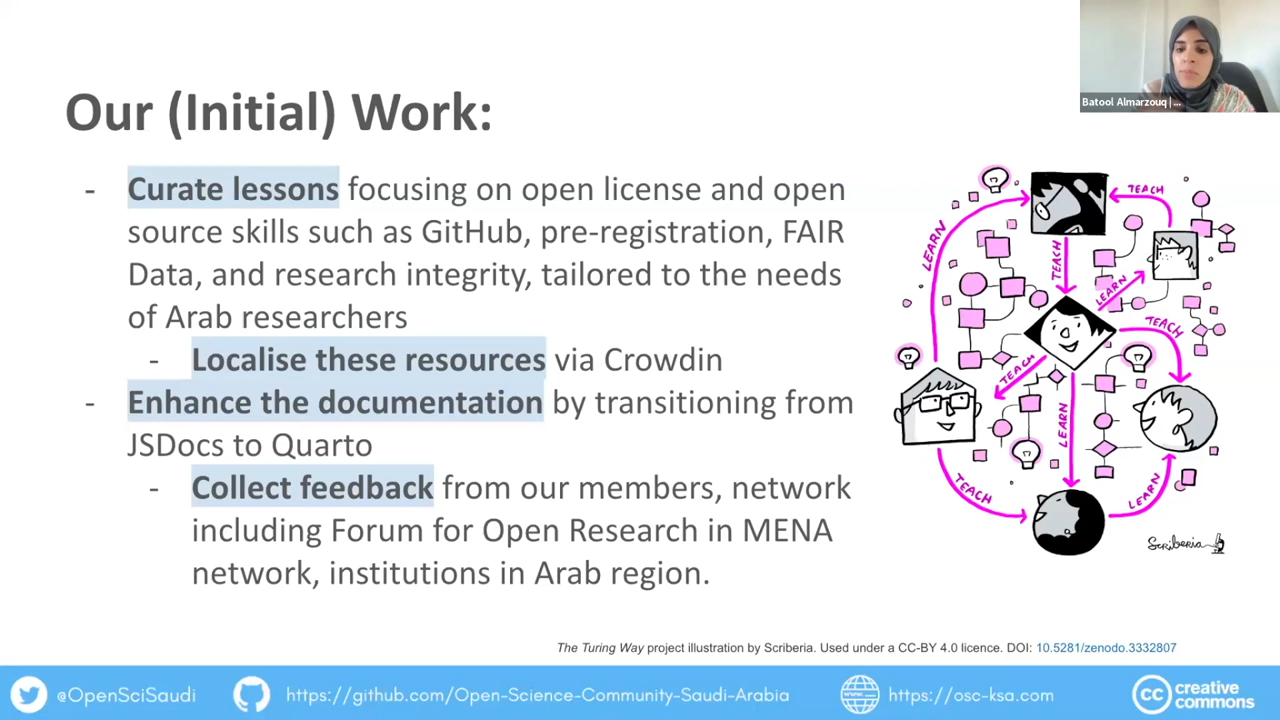 Batool Almarzouq |...
Our (Initial) Work:
- Curate lessons focusing on open license and open
source skills such as GitHub, pre-registration, FAIR
Data, and research integrity, tailored to the needs
of Arab researchers
- Localise these resources via Crowdin
- Enhance the documentation by transitioning from
JSDocs to Quarto
- Collect feedback from our members, network
including Forum for Open Research in MENA
network, institutions in Arab region.
TEACH
LEARN
TEACH
LEARN
TEACH
TEACH
LEARN
TEACH
LEARN
Scriberia
The Turing Way project illustration by Scriberia. Used under a CC-BY 4.0 licence. DOI: 10.5281/zenodo.3332807
@OpenSciSaudi
https://github.com/Open-Science-Community-Saudi-Arabia
https://osc-ksa.com
cc creative
commons